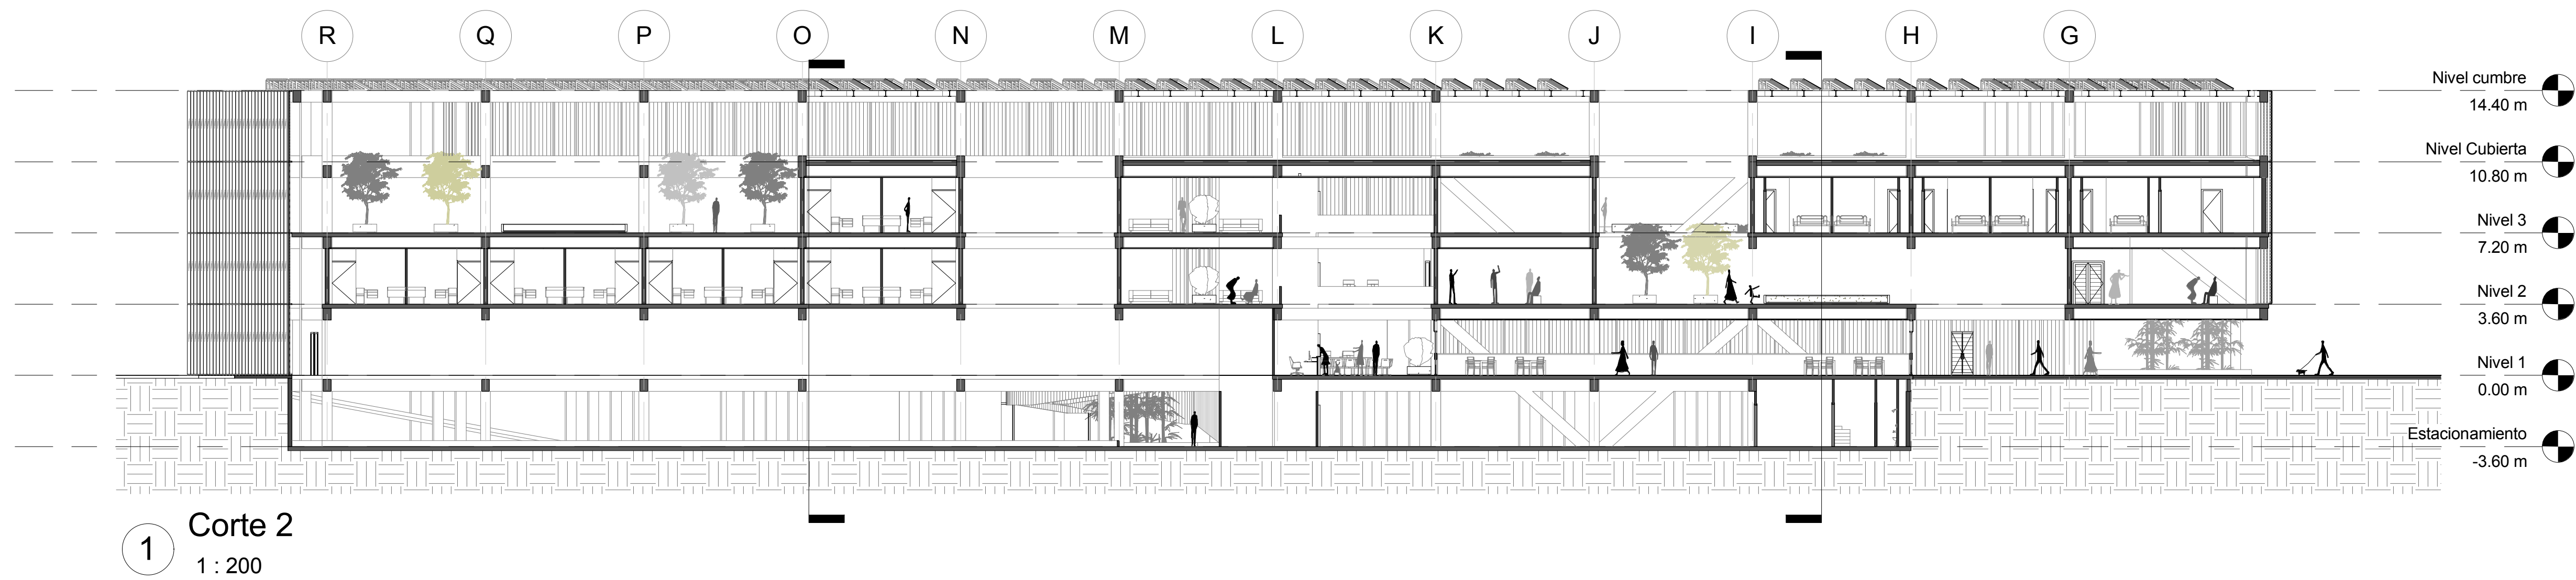 R Q P O N M L K J I H G
Nivel cumbre
14.40 m
Nivel Cubierta
10.80 m
Nivel 3
7.20 m
Nivel 2
3.60 m
Nivel 1
0.00 m
Estacionamiento
-3.60 m
1 Corte 2
1 : 200